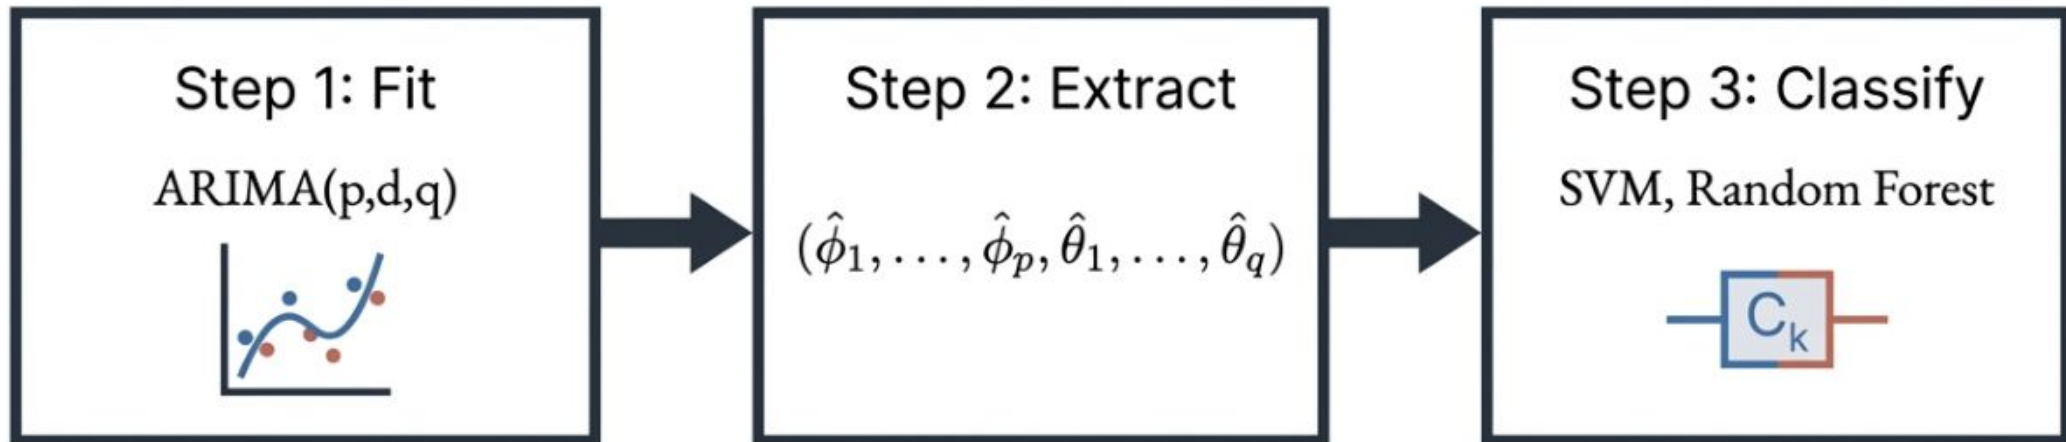 Step 1: Fit
ARIMA(p,d,q)
Step 2: Extract
(ϕ̂₁, . . . , ϕ̂ₚ, θ̂₁, . . . , θ̂_q)
Step 3: Classify
SVM, Random Forest
Cₖ